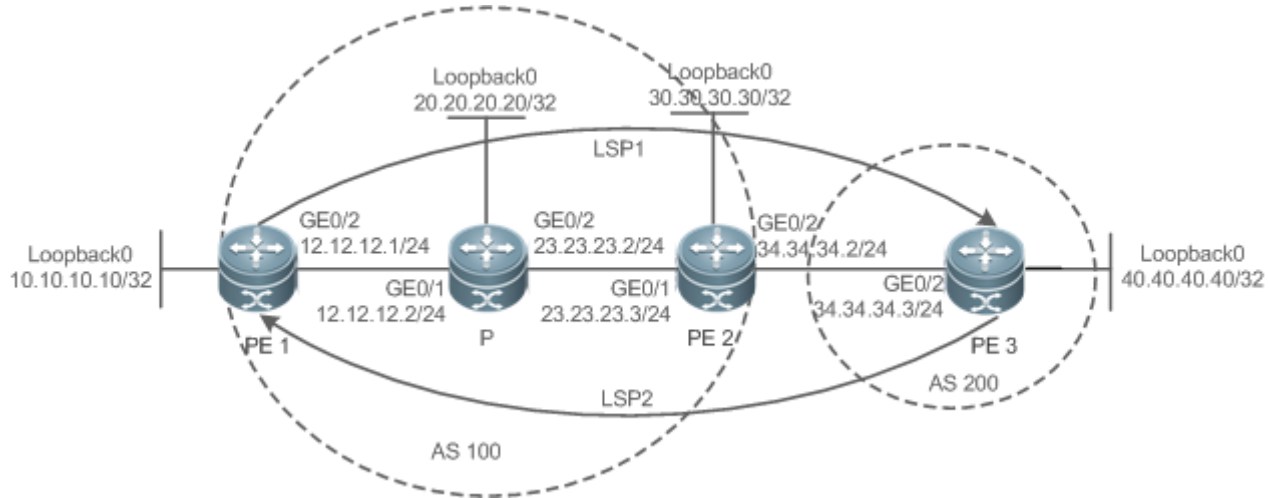 Loopback0
20.20.20.20/32
Loopback0
30.30.30.30/32
LSP1
GE0/2
12.12.12.1/24
GE0/2
23.23.23.2/24
GE0/2
34.34.34.2/24
Loopback0
10.10.10.10/32
Loopback0
40.40.40.40/32
GE0/1
12.12.12.2/24
GE0/1
23.23.23.3/24
GE0/2
34.34.34.3/24
PE 1
P
PE 2
PE 3
LSP2
AS 200
AS 100